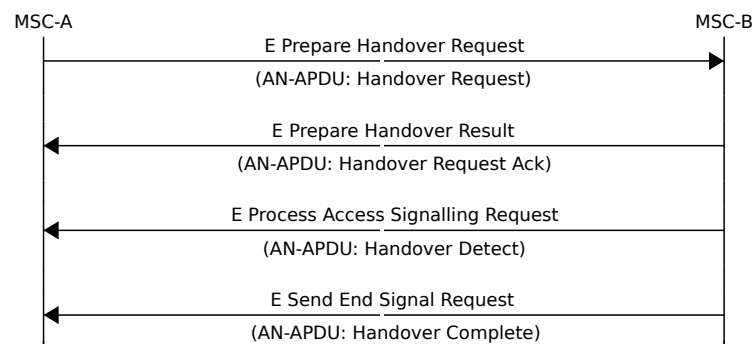 MSC-A MSC-B
E Prepare Handover Request
(AN-APDU: Handover Request)
E Prepare Handover Result
(AN-APDU: Handover Request Ack)
E Process Access Signalling Request
(AN-APDU: Handover Detect)
E Send End Signal Request
(AN-APDU: Handover Complete)